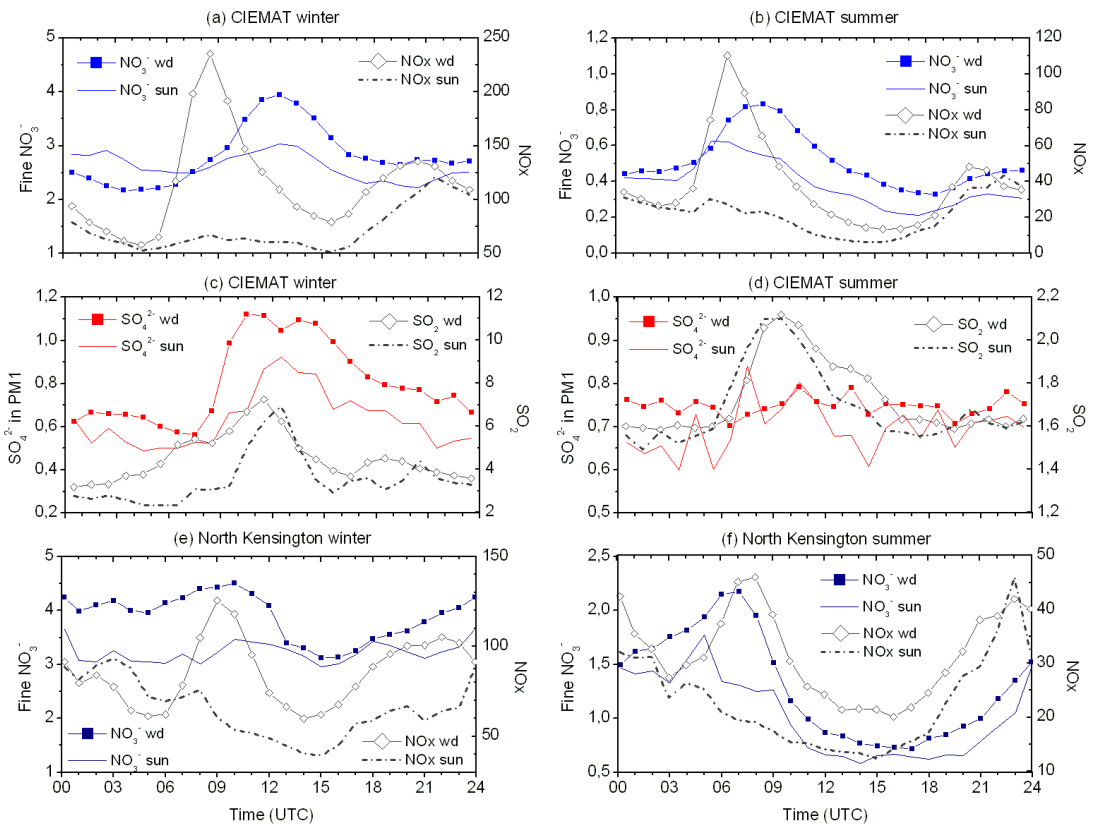 (a) CIEMAT winter
5
4
3
2
1
Fine NO₃⁻
NO₃⁻ wd
NO₃⁻ sun
NOx wd
NOx sun
250
200
150
100
50
NOx
(b) CIEMAT summer
1,2
1,0
0,8
0,6
0,4
0,2
0,0
Fine NO₃⁻
NO₃⁻ wd
NO₃⁻ sun
NOx wd
NOx sun
120
100
80
60
40
20
0
NOx
(c) CIEMAT winter
1,2
1,0
0,8
0,6
0,4
0,2
SO₄²⁻ in PM1
SO₄²⁻ wd
SO₄²⁻ sun
SO₂ wd
SO₂ sun
12
10
8
6
4
2
SO₂
(d) CIEMAT summer
1,0
0,9
0,8
0,7
0,6
0,5
SO₄²⁻ in PM1
SO₄²⁻ wd
SO₄²⁻ sun
SO₂ wd
SO₂ sun
2,2
2,0
1,8
1,6
1,4
1,2
SO₂
(e) North Kensington winter
5
4
3
2
1
Fine NO₃⁻
NO₃⁻ wd
NO₃⁻ sun
NOx wd
NOx sun
150
100
50
NOx
00 03 06 09 12 15 18 21 24
Time (UTC)
(f) North Kensington summer
2,5
2,0
1,5
1,0
0,5
Fine NO₃⁻
NO₃⁻ wd
NO₃⁻ sun
NOx wd
NOx sun
50
40
30
20
10
NOx
00 03 06 09 12 15 18 21 24
Time (UTC)